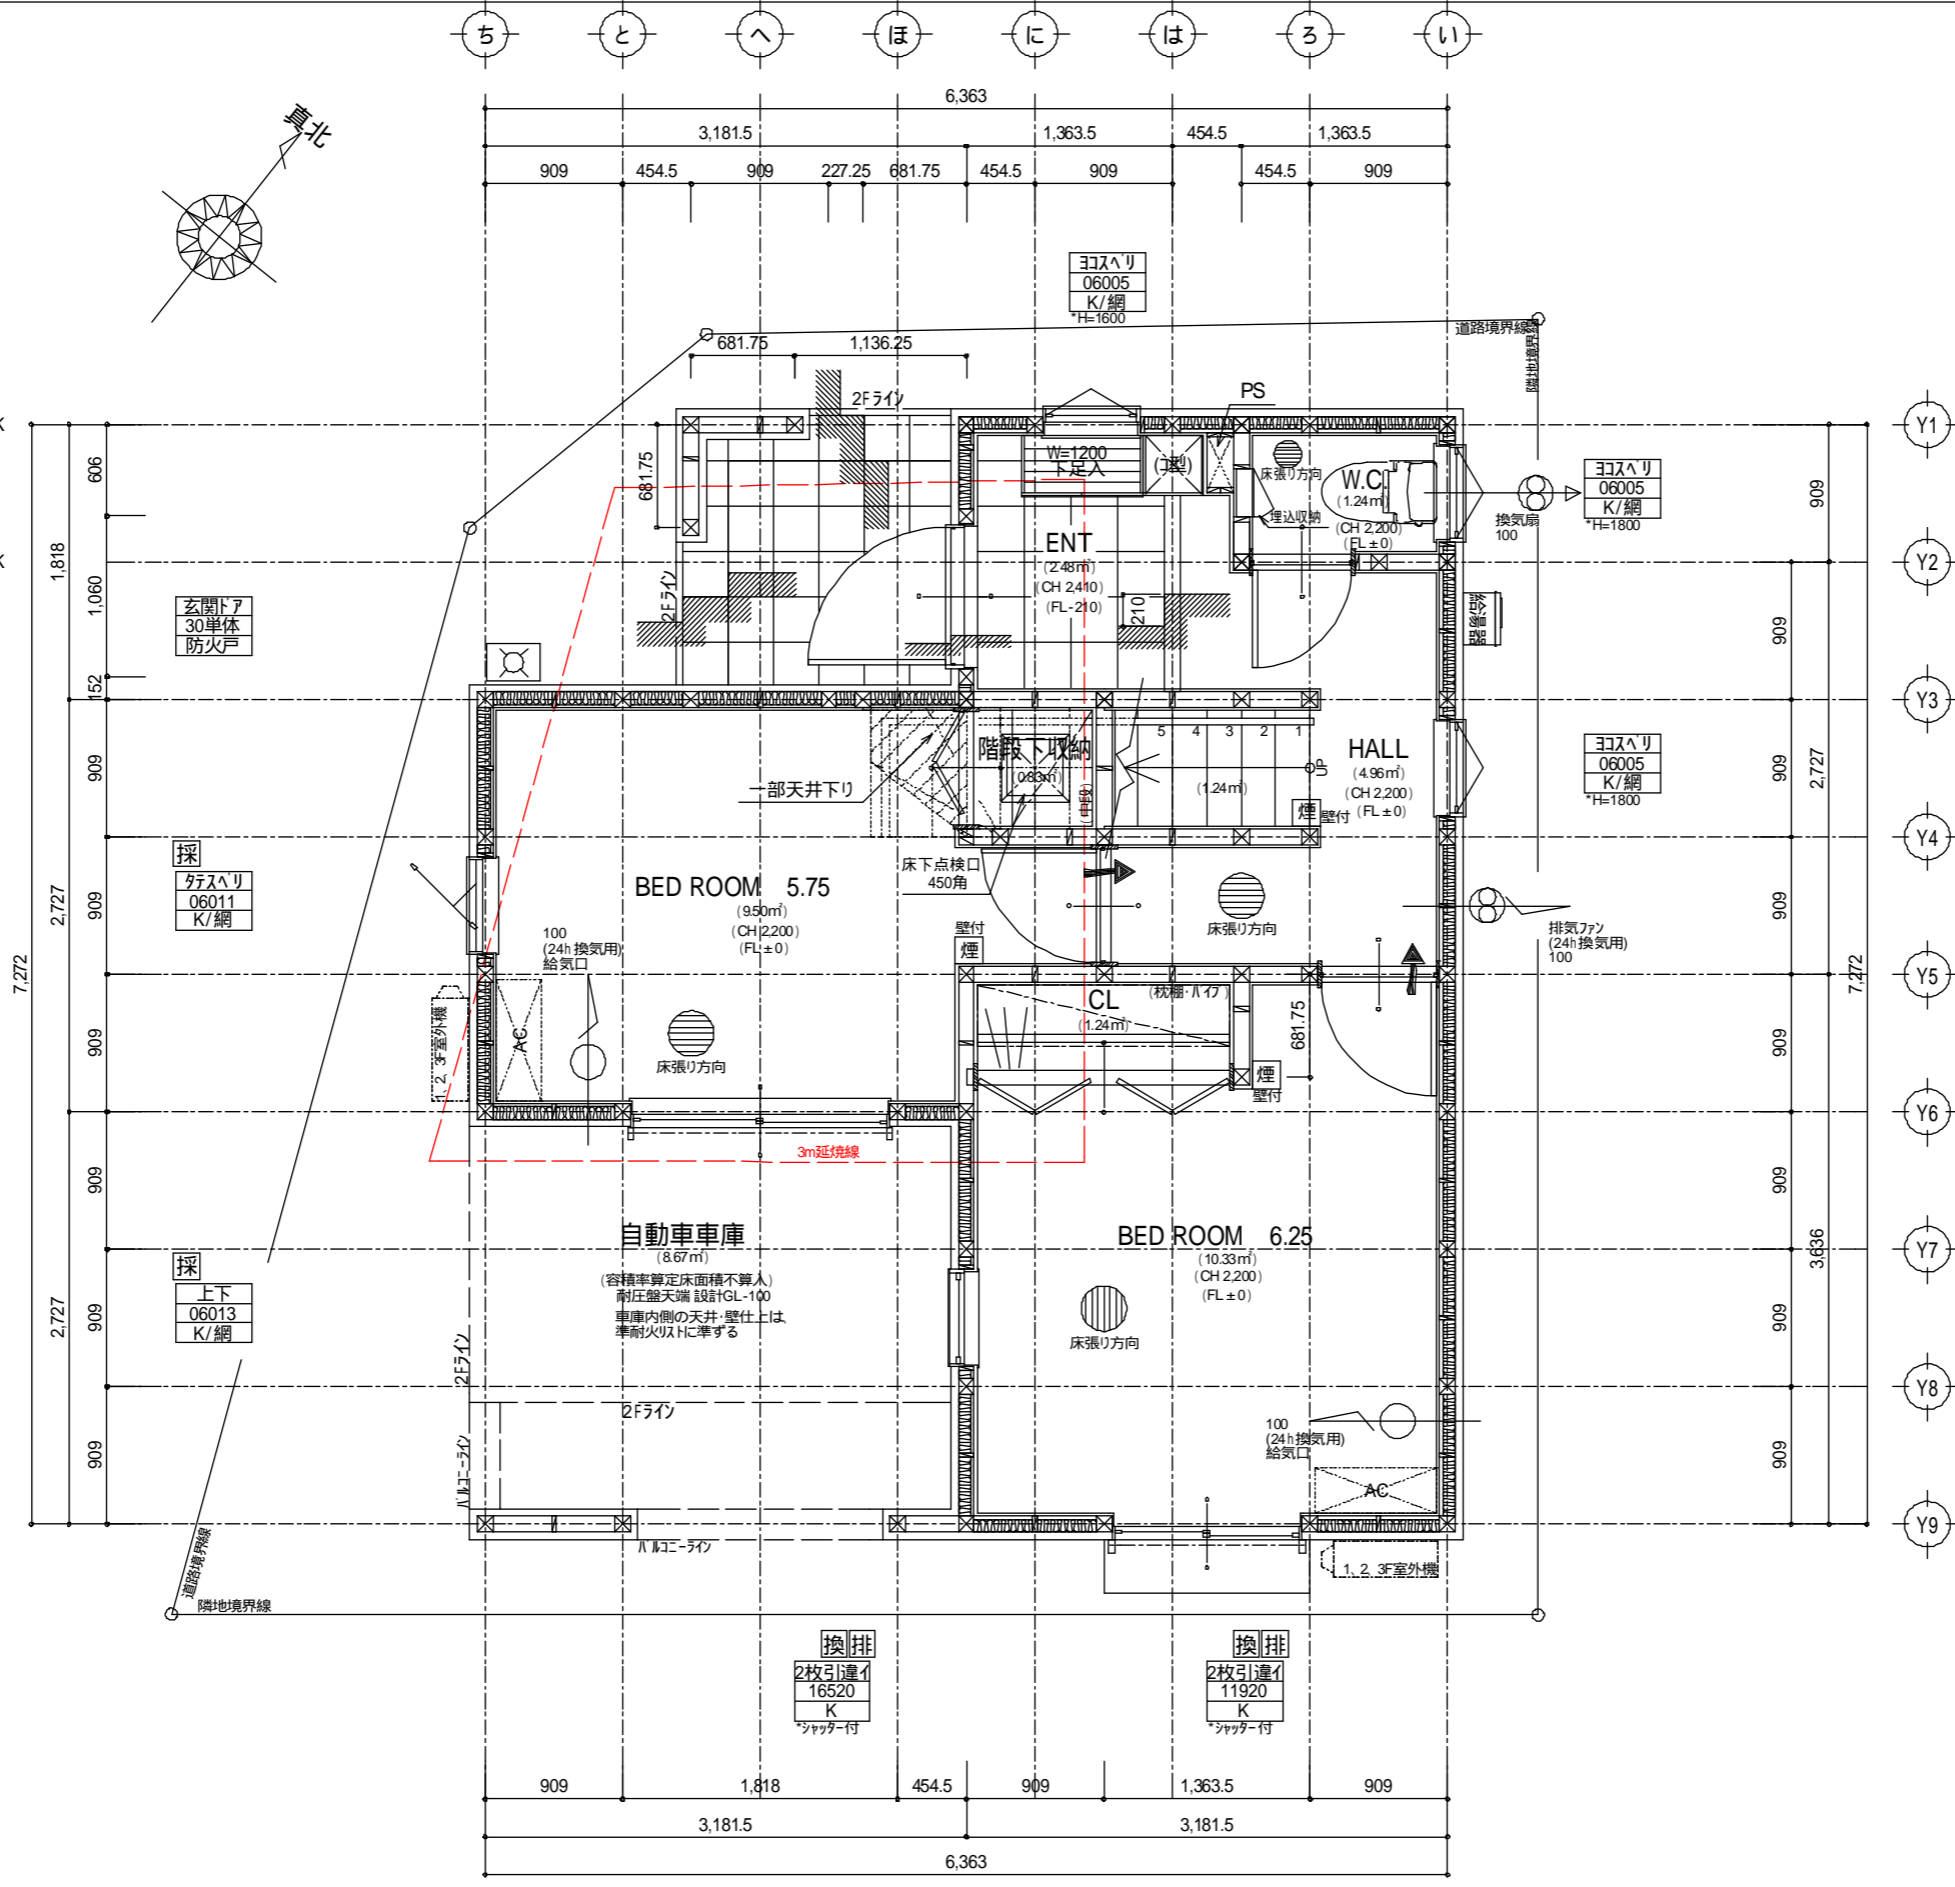 ち
と
へ
ほ
に
は
ろ
い
6,363
3,181.5
1,363.5
454.5
1,363.5
909
454.5
909
227.25
681.75
454.5
909
454.5
909
真北
ﾖｺｽﾍﾞﾘ
06005
K/網
*H=1600
道路境界線
隣地境界線
681.75
1,136.25
2Fライン
PS
K
K
606
1,818
1,060
152
909
2,727
909
7,272
909
909
2,727
909
909
681.75
W=1200
下足入
床張り方向
W.C.
(1.24㎡)
(CH 2,200)
(FL±0)
埋込収納
換気扇
100
ﾖｺｽﾍﾞﾘ
06005
K/網
*H=1800
ENT
(2.48㎡)
(CH 2,410)
(FL-210)
210
2Fライン
玄関ﾄﾞｱ
30単体
防火戸
給湯器
Y1
Y2
Y3
Y4
Y5
Y6
Y7
Y8
Y9
909
909
909
2,727
909
909
7,272
909
3,636
909
909
階段下収納
(0.83㎡)
(中段)
5
4
3
2
1
UP
(1.24㎡)
HALL
(4.96㎡)
(CH 2,200)
(FL±0)
煙
壁付
ﾖｺｽﾍﾞﾘ
06005
K/網
*H=1800
一部天井下り
採
ﾀﾃｽﾍﾞﾘ
06011
K/網
BED ROOM 5.75
(9.50㎡)
(CH 2,200)
(FL±0)
床下点検口
450角
床張り方向
壁付
煙
排気ﾌｧﾝ
(24h換気用)
100
100
(24h換気用)
給気口
AC
1、2、3F室外機
床張り方向
CL
(1.24㎡)
(枕棚・ﾊﾟｲﾌﾟ)
681.75
煙
壁付
3m延焼線
自動車車庫
(8.67㎡)
(容積率算定床面積不算入)
耐圧盤天端 設計GL-100
車庫内側の天井・壁仕上は、
準耐火ﾘｽﾄに準ずる
BED ROOM 6.25
(10.33㎡)
(CH 2,200)
(FL±0)
床張り方向
採
上下
06013
K/網
2Fライン
2Fライン
ﾊﾞﾙｺﾆｰﾗｲﾝ
ﾊﾞﾙｺﾆｰﾗｲﾝ
100
(24h換気用)
給気口
AC
1、2、3F室外機
道路境界線
隣地境界線
換
排
2枚引違ｲ
16520
K
*ｼｬｯﾀｰ付
換
排
2枚引違ｲ
11920
K
*ｼｬｯﾀｰ付
909
1,818
454.5
909
1,363.5
909
3,181.5
3,181.5
6,363